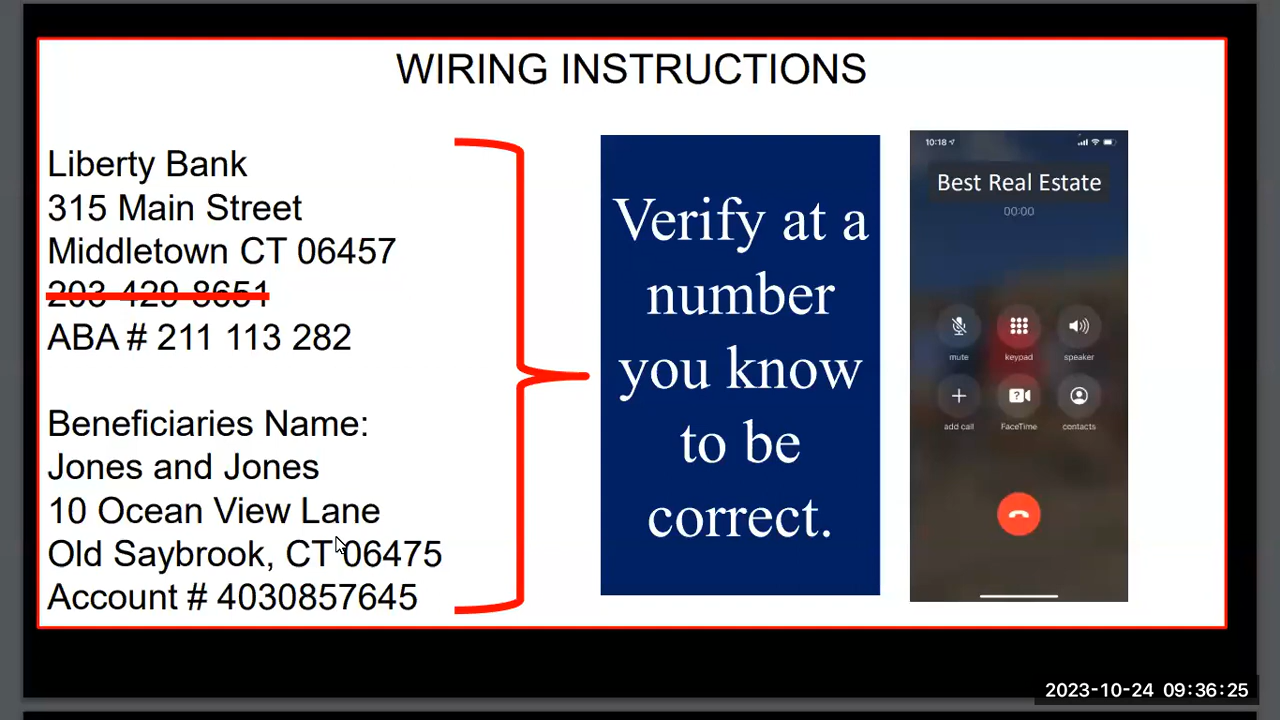 WIRING INSTRUCTIONS
Liberty Bank
315 Main Street
Middletown CT 06457
203-429-8651
ABA # 211 113 282
Beneficiaries Name:
Jones and Jones
10 Ocean View Lane
Old Saybrook, CT 06475
Account # 4030857645
Verify at a
number
you know
to be
correct.
10:18
Best Real Estate
00:00
mute
keypad
speaker
add call
FaceTime
contacts
2023-10-24 09:36:25